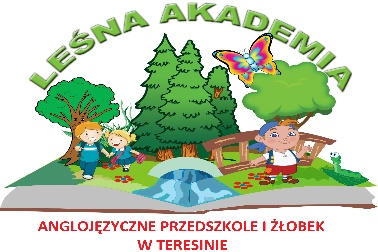 LEŚNA AKADEMIA
ANGLOJĘZYCZNE PRZEDSZKOLE I ŻŁOBEK
W TERESINIE